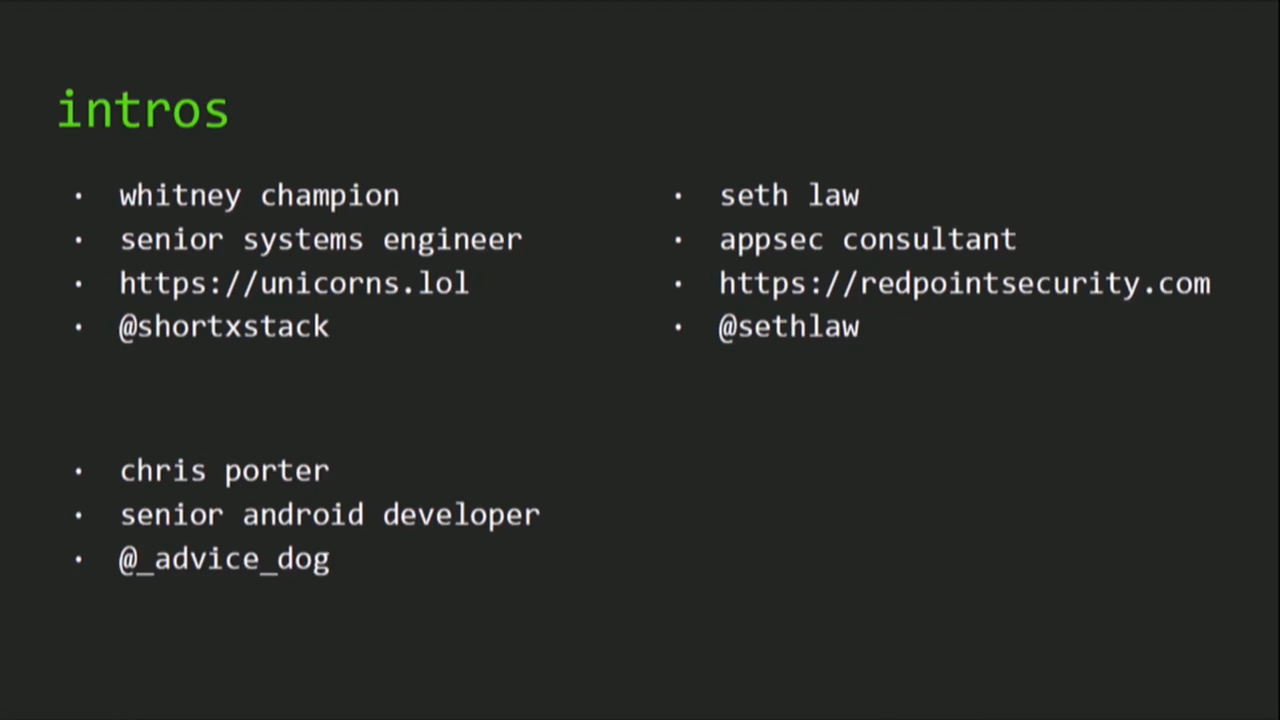 intros
· whitney champion
· senior systems engineer
· https://unicorns.lol
· @shortxstack
· seth law
· appsec consultant
· https://redpointsecurity.com
· @sethlaw
· chris porter
· senior android developer
· @_advice_dog